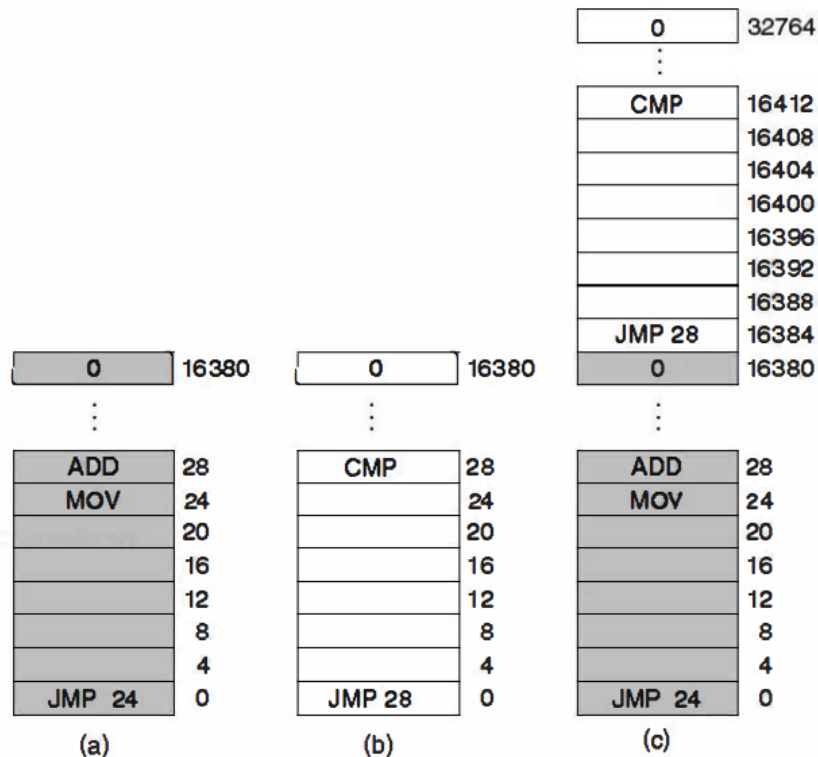 0 32764
⋮
CMP 16412
16408
16404
16400
16396
16392
16388
JMP 28 16384
0 16380 0 16380 0 16380
⋮ ⋮ ⋮
ADD 28 CMP 28 ADD 28
MOV 24 24 MOV 24
20 20 20
16 16 16
12 12 12
8 8 8
4 4 4
JMP 24 0 JMP 28 0 JMP 24 0
(a) (b) (c)